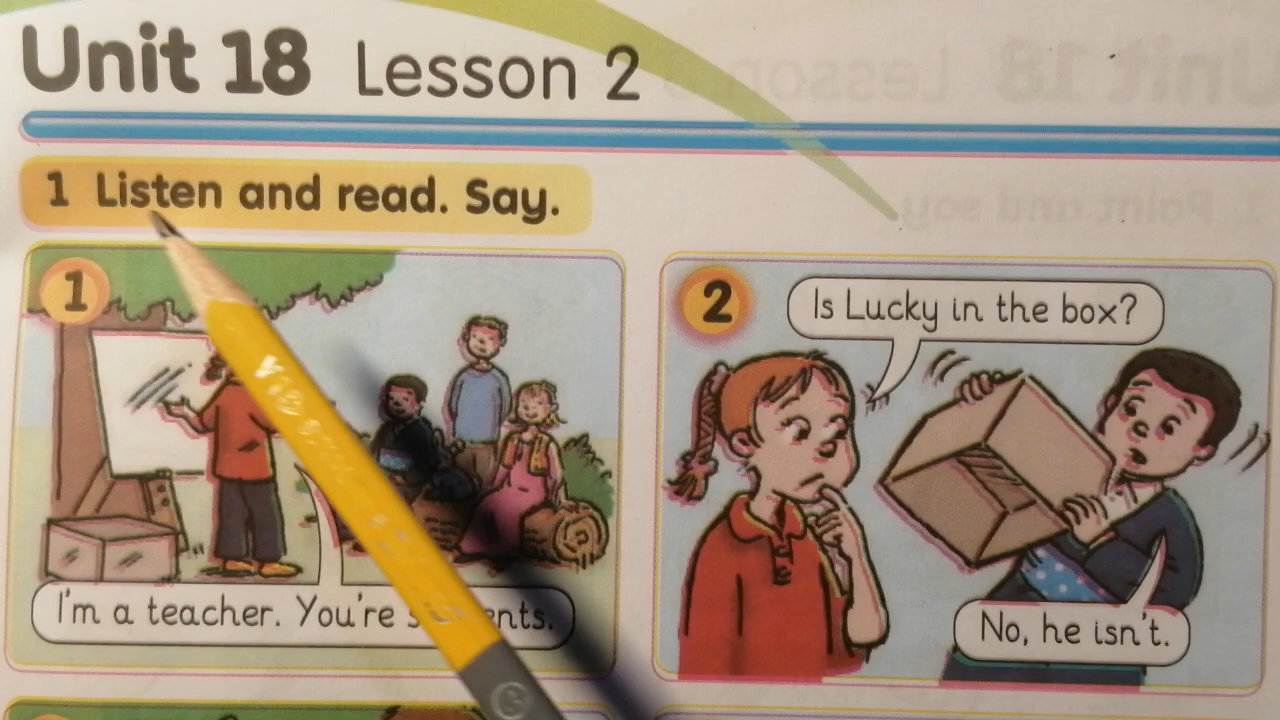 Unit 18 Lesson 2
1 Listen and read. Say.
1
I'm a teacher. You're
2
Is Lucky in the box?
No, he isn't.